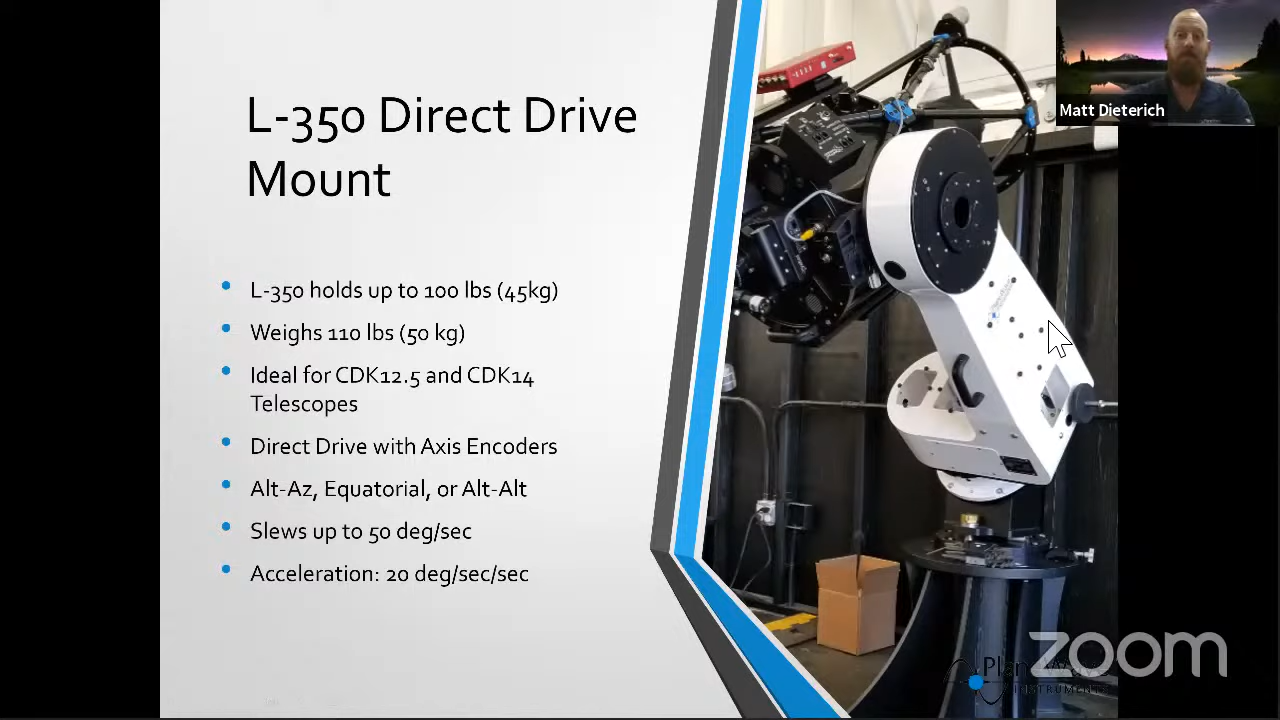 Matt Dieterich
L-350 Direct Drive
Mount
L-350 holds up to 100 lbs (45kg)
Weighs 110 lbs (50 kg)
Ideal for CDK12.5 and CDK14
Telescopes
Direct Drive with Axis Encoders
Alt-Az, Equatorial, or Alt-Alt
Slews up to 50 deg/sec
Acceleration: 20 deg/sec/sec
zoom